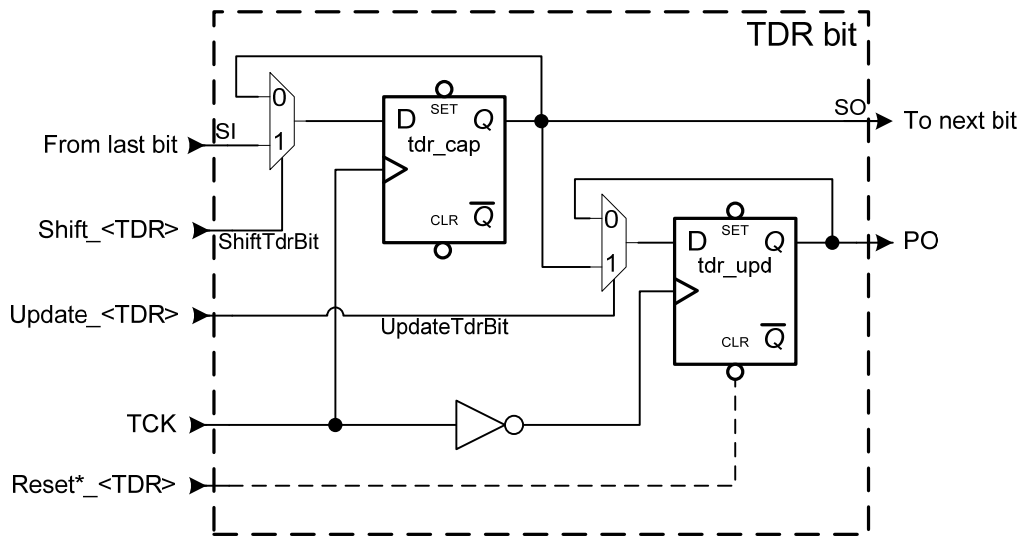 TDR bit
0
1
SI
From last bit
Shift_<TDR>
ShiftTdrBit
SET
D
Q
tdr_cap
CLR
Q
SO
To next bit
0
1
SET
D
Q
tdr_upd
CLR
Q
PO
Update_<TDR>
UpdateTdrBit
TCK
Reset*_<TDR>